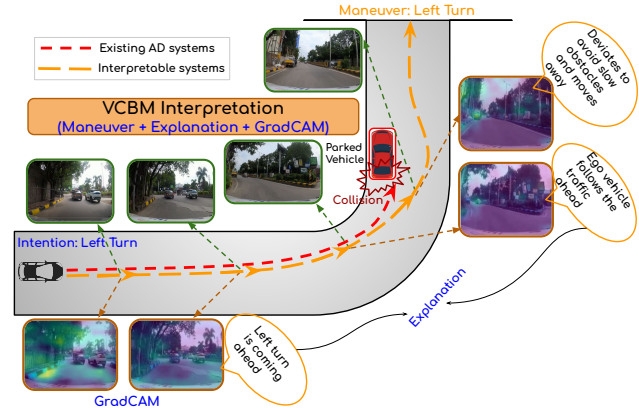 Maneuver: Left Turn
Existing AD systems
Interpretable systems
VCBM Interpretation
(Maneuver + Explanation + GradCAM)
Parked
Vehicle
Collision
Deviates to
avoid slow
obstacles
and moves
away
Ego vehicle
follows the
traffic
ahead
Intention: Left Turn
Explanation
Left turn
is coming
ahead
GradCAM